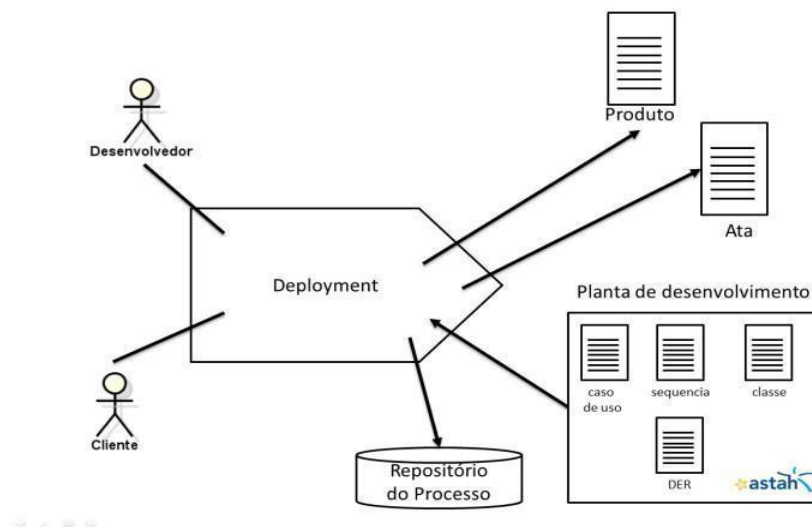 Produto
Desenvolvedor
Ata
Deployment
Planta de desenvolvimento
caso
de uso
sequencia
classe
Cliente
Repositório
do Processo
DER
astah